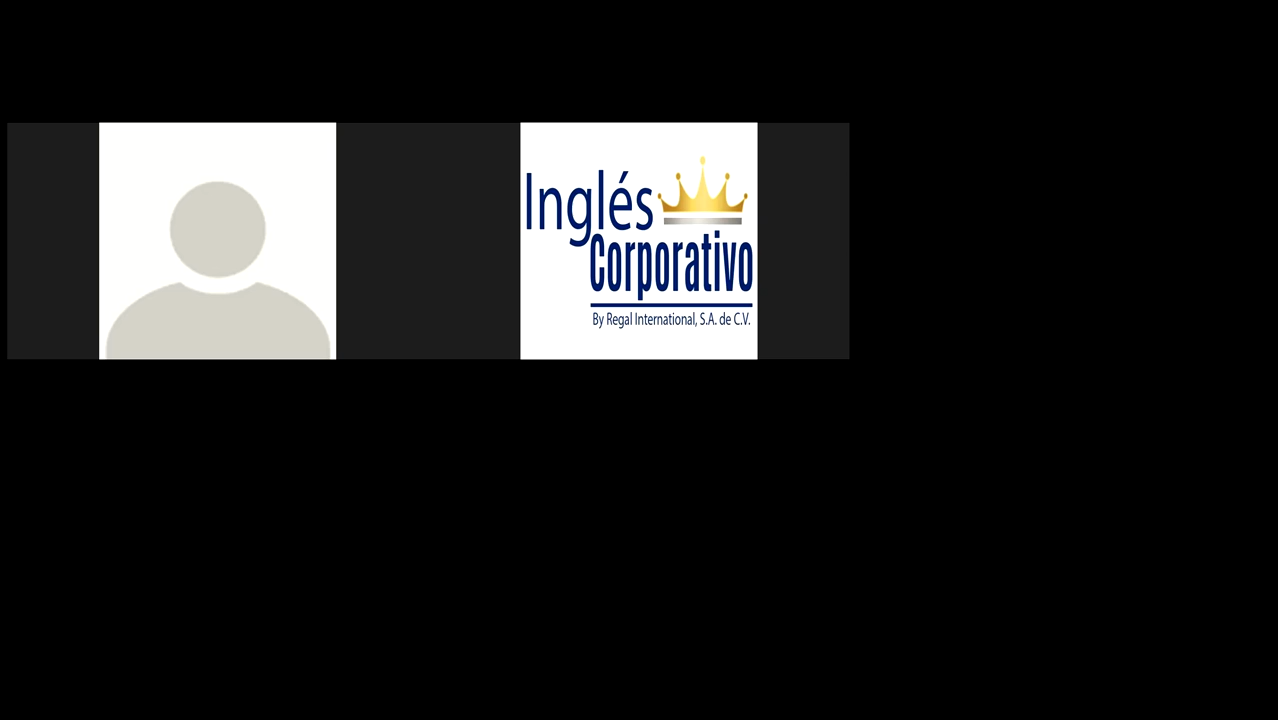 Inglés
Corporativo
By Regal International, S.A. de C.V.